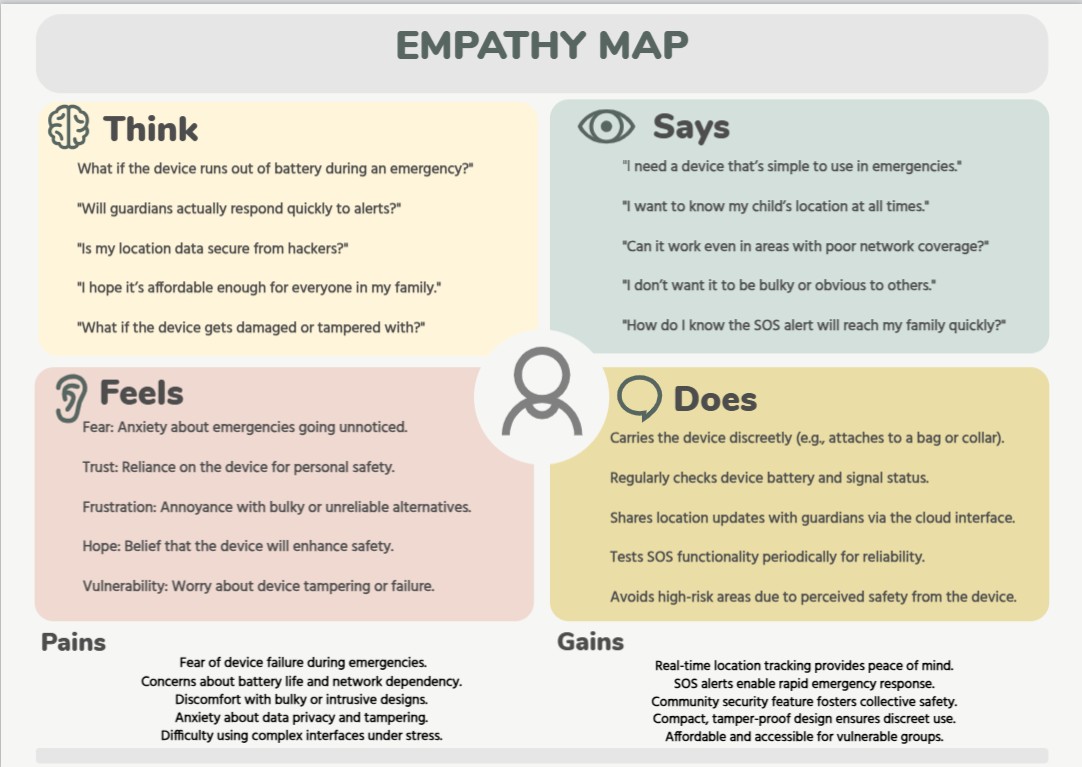 EMPATHY MAP
Think
What if the device runs out of battery during an emergency?"
"Will guardians actually respond quickly to alerts?"
"Is my location data secure from hackers?"
"I hope it's affordable enough for everyone in my family."
"What if the device gets damaged or tampered with?"
Says
"I need a device that's simple to use in emergencies."
"I want to know my child's location at all times."
"Can it work even in areas with poor network coverage?"
"I don't want it to be bulky or obvious to others."
"How do I know the SOS alert will reach my family quickly?"
Feels
Fear: Anxiety about emergencies going unnoticed.
Trust: Reliance on the device for personal safety.
Frustration: Annoyance with bulky or unreliable alternatives.
Hope: Belief that the device will enhance safety.
Vulnerability: Worry about device tampering or failure.
Does
Carries the device discreetly (e.g., attaches to a bag or collar).
Regularly checks device battery and signal status.
Shares location updates with guardians via the cloud interface.
Tests SOS functionality periodically for reliability.
Avoids high-risk areas due to perceived safety from the device.
Pains
Fear of device failure during emergencies.
Concerns about battery life and network dependency.
Discomfort with bulky or intrusive designs.
Anxiety about data privacy and tampering.
Difficulty using complex interfaces under stress.
Gains
Real-time location tracking provides peace of mind.
SOS alerts enable rapid emergency response.
Community security feature fosters collective safety.
Compact, tamper-proof design ensures discreet use.
Affordable and accessible for vulnerable groups.